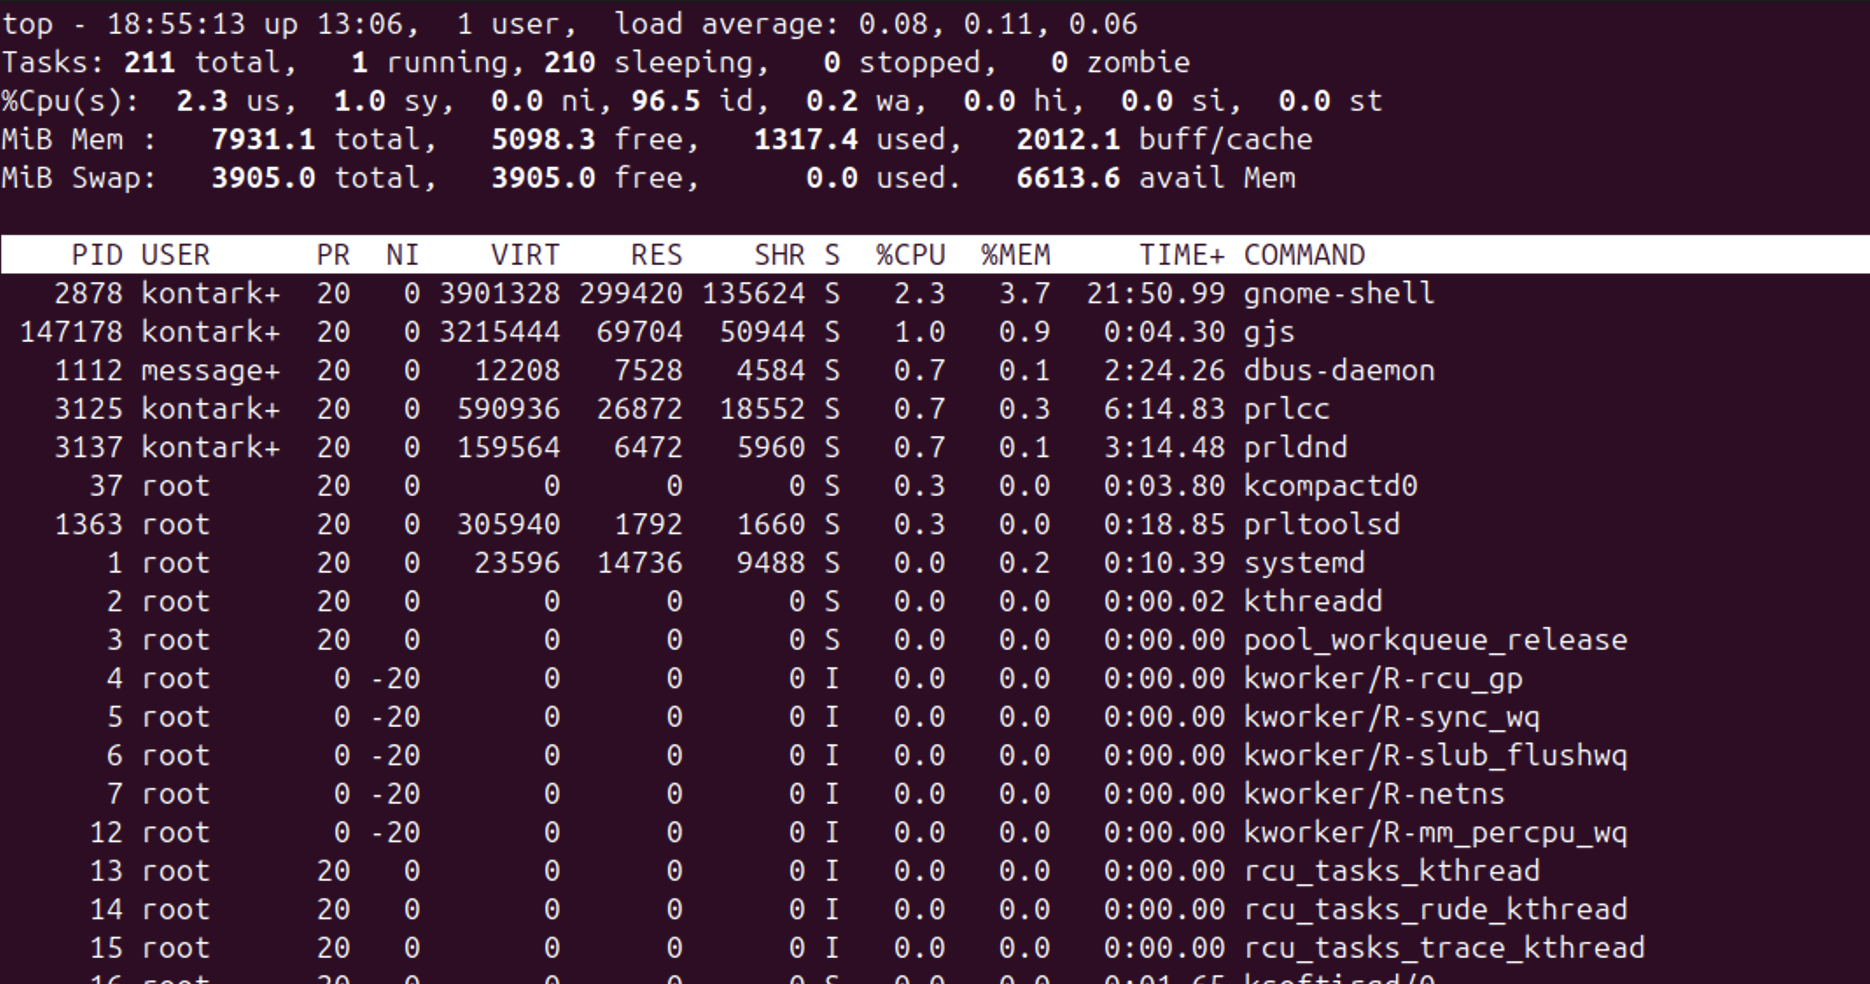 top - 18:55:13 up 13:06,  1 user,  load average: 0.08, 0.11, 0.06
Tasks: 211 total,   1 running, 210 sleeping,   0 stopped,   0 zombie
%Cpu(s):  2.3 us,  1.0 sy,  0.0 ni, 96.5 id,  0.2 wa,  0.0 hi,  0.0 si,  0.0 st
MiB Mem :   7931.1 total,   5098.3 free,   1317.4 used,   2012.1 buff/cache
MiB Swap:   3905.0 total,   3905.0 free,      0.0 used.   6613.6 avail Mem
PID USER      PR  NI    VIRT    RES    SHR S  %CPU  %MEM     TIME+ COMMAND
2878 kontark+  20   0 3901328 299420 135624 S   2.3   3.7  21:50.99 gnome-shell
147178 kontark+  20   0 3215444  69704  50944 S   1.0   0.9   0:04.30 gjs
1112 message+  20   0   12208   7528   4584 S   0.7   0.1   2:24.26 dbus-daemon
3125 kontark+  20   0  590936  26872  18552 S   0.7   0.3   6:14.83 prlcc
3137 kontark+  20   0  159564   6472   5960 S   0.7   0.1   3:14.48 prldnd
37 root      20   0       0      0      0 S   0.3   0.0   0:03.80 kcompactd0
1363 root      20   0  305940   1792   1660 S   0.3   0.0   0:18.85 prltoolsd
1 root      20   0   23596  14736   9488 S   0.0   0.2   0:10.39 systemd
2 root      20   0       0      0      0 S   0.0   0.0   0:00.02 kthreadd
3 root      20   0       0      0      0 S   0.0   0.0   0:00.00 pool_workqueue_release
4 root       0 -20       0      0      0 I   0.0   0.0   0:00.00 kworker/R-rcu_gp
5 root       0 -20       0      0      0 I   0.0   0.0   0:00.00 kworker/R-sync_wq
6 root       0 -20       0      0      0 I   0.0   0.0   0:00.00 kworker/R-slub_flushwq
7 root       0 -20       0      0      0 I   0.0   0.0   0:00.00 kworker/R-netns
12 root       0 -20       0      0      0 I   0.0   0.0   0:00.00 kworker/R-mm_percpu_wq
13 root      20   0       0      0      0 I   0.0   0.0   0:00.00 rcu_tasks_kthread
14 root      20   0       0      0      0 I   0.0   0.0   0:00.00 rcu_tasks_rude_kthread
15 root      20   0       0      0      0 I   0.0   0.0   0:00.00 rcu_tasks_trace_kthread
16 root      20   0       0      0      0 S   0.0   0.0   0:01.65 ksoftirqd/0